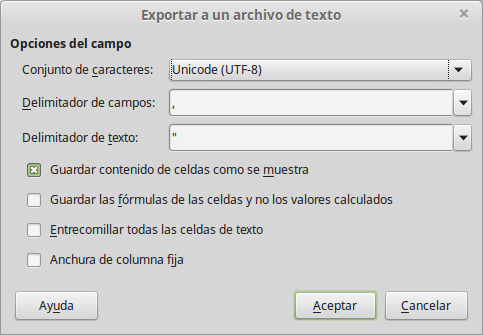 Exportar a un archivo de texto
Opciones del campo
Conjunto de caracteres: Unicode (UTF-8)
Delimitador de campos: ,
Delimitador de texto: "
Guardar contenido de celdas como se muestra
Guardar las fórmulas de las celdas y no los valores calculados
Entrecomillar todas las celdas de texto
Anchura de columna fija
Ayuda Aceptar Cancelar